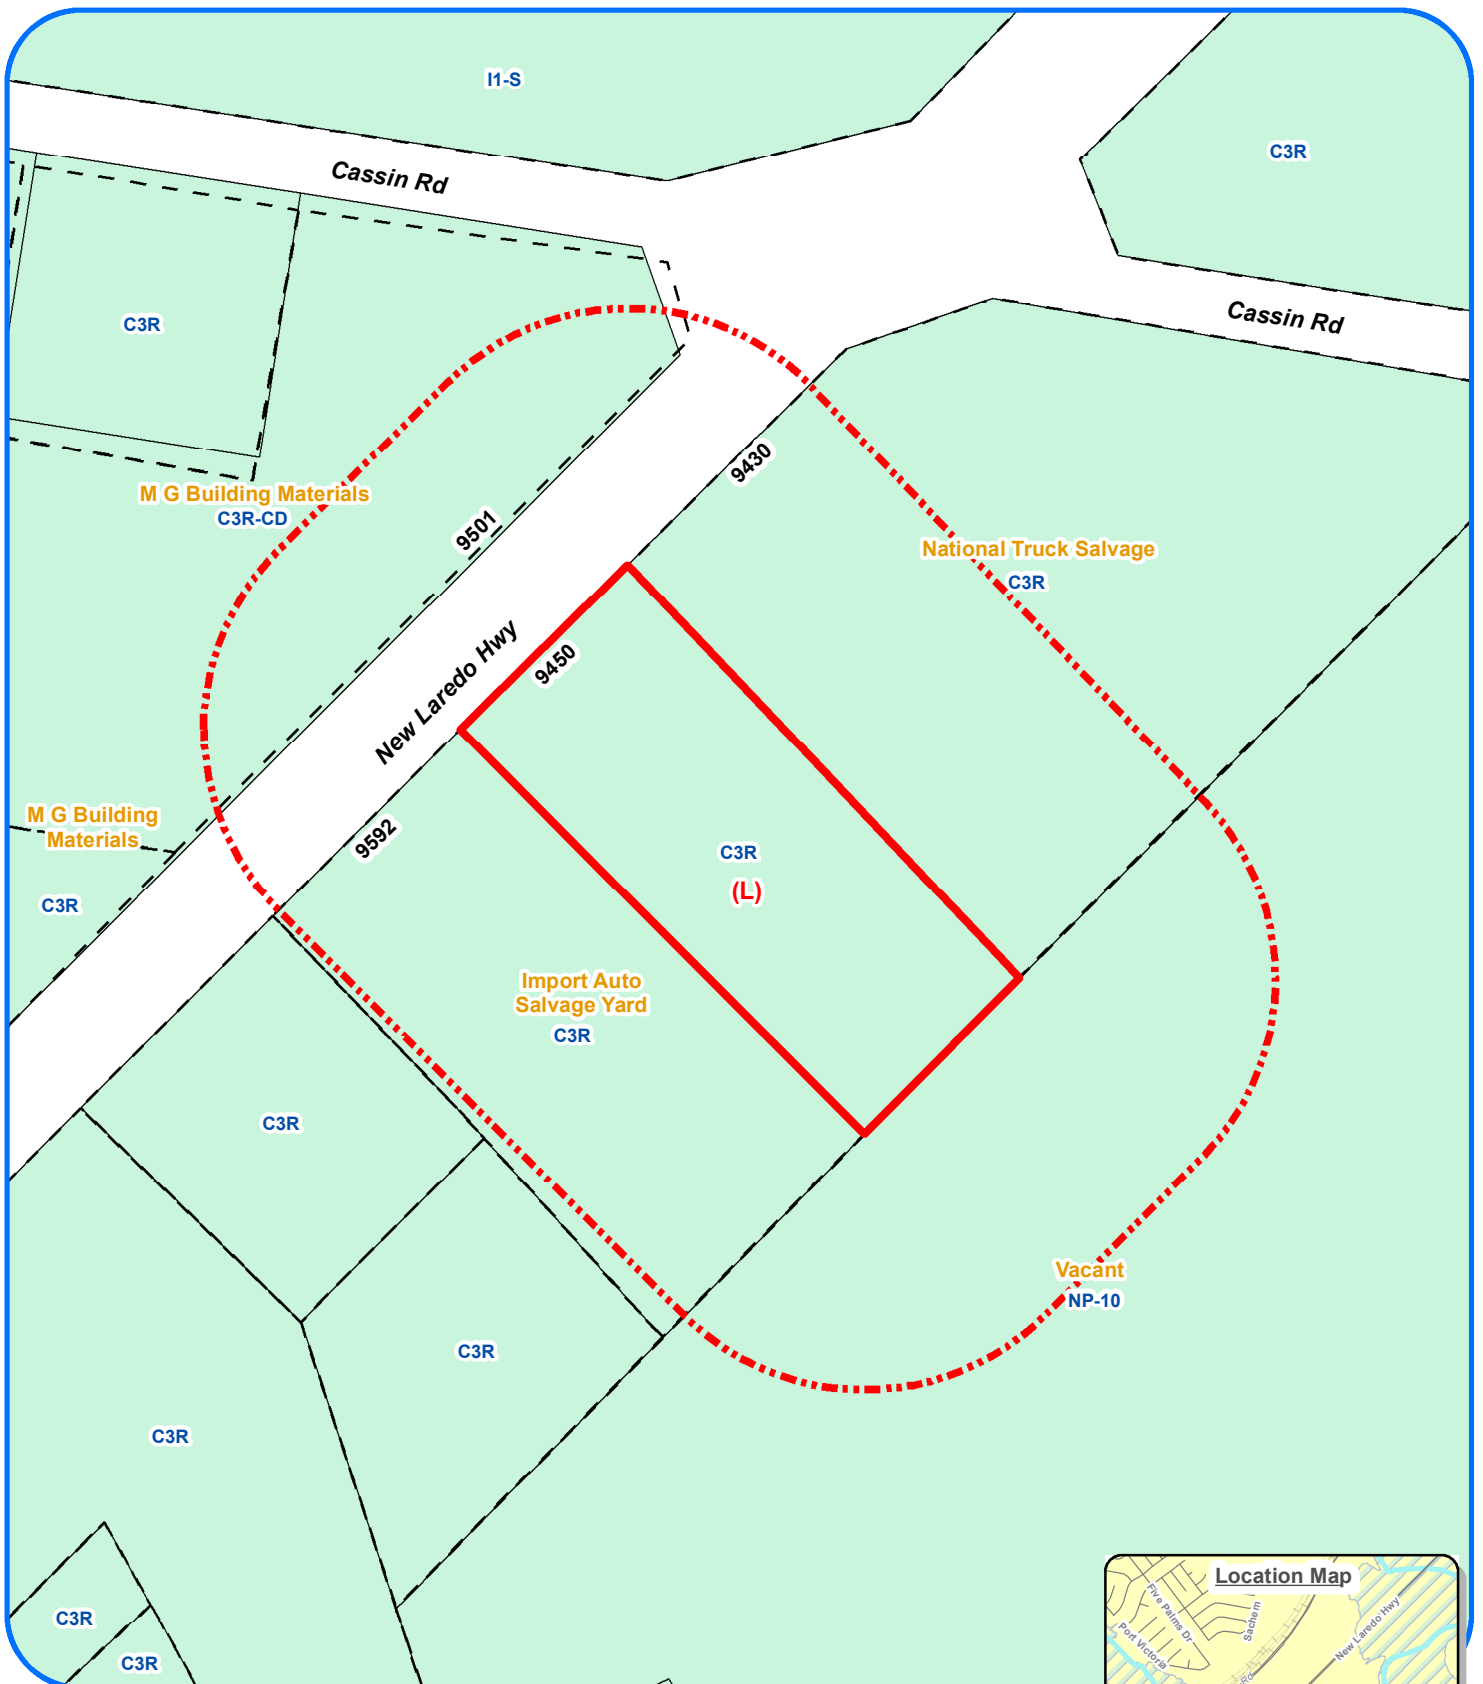 I1-S
C3R
Cassin Rd
Cassin Rd
C3R
9430
M G Building Materials
C3R-CD
9501
National Truck Salvage
C3R
New Laredo Hwy
9450
M G Building
Materials
9592
C3R
C3R
(L)
Import Auto
Salvage Yard
C3R
C3R
Vacant
NP-10
C3R
C3R
C3R
C3R
Location Map
Five Palms Dr
Sachem
New Laredo Hwy
Port Victoria
Rd